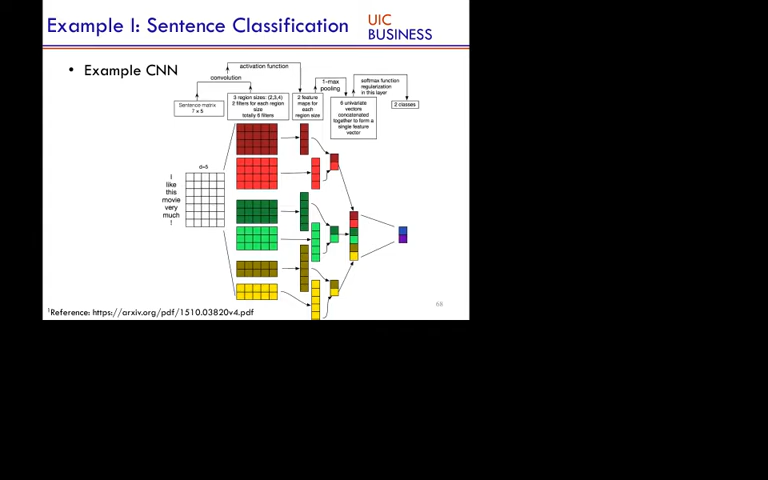 Example I: Sentence Classification
UIC
BUSINESS
• Example CNN
activation function
convolution
1-max
pooling
softmax function
regularization
in this layer
Sentence matrix
7 × 5
3 region sizes: (2,3,4)
2 filters for each region
size
totally 6 filters
2 feature
maps for
each
region size
6 univariate
vectors
concatenated
together to form a
single feature
vector
2 classes
d=5
I
like
this
movie
very
much
!
68
1Reference: https://arxiv.org/pdf/1510.03820v4.pdf